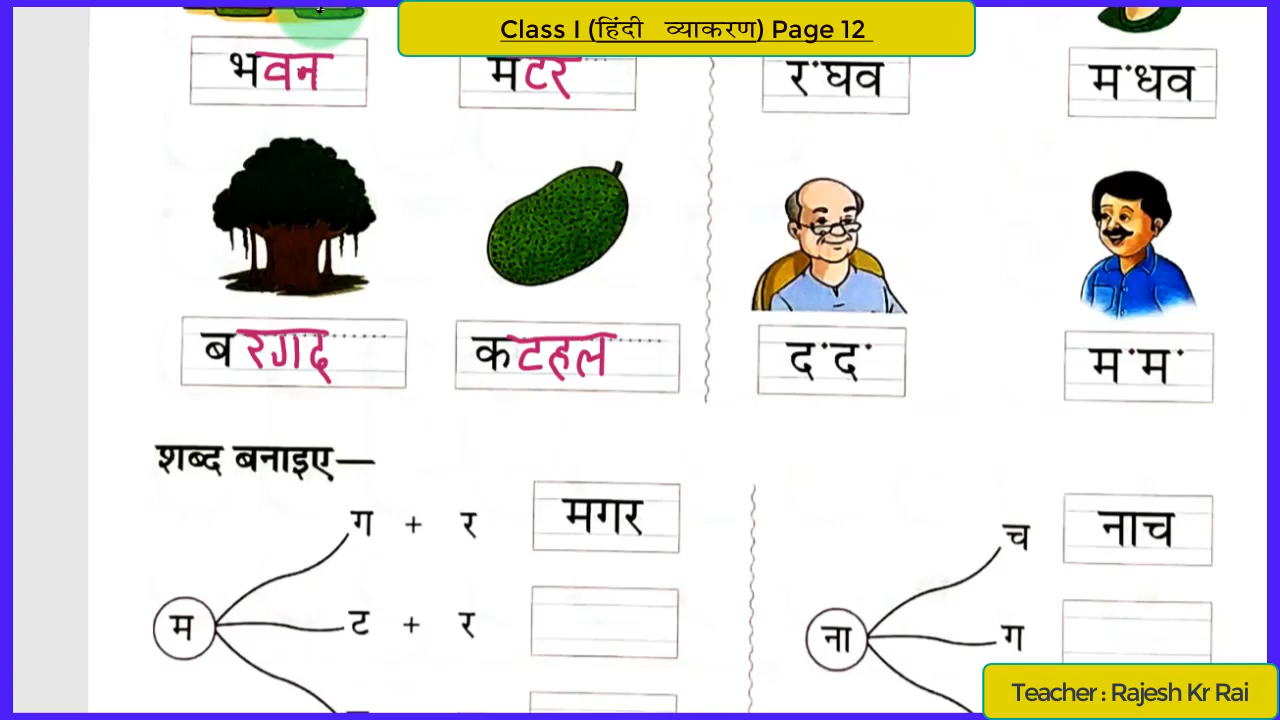 Class I (हिंदी व्याकरण) Page 12
भवन मटर र घव म धव
बरगद कटहल द द म म
शब्द बनाइए—
ग + र मगर
च नाच
म ट + र
ना ग
Teacher : Rajesh Kr Rai